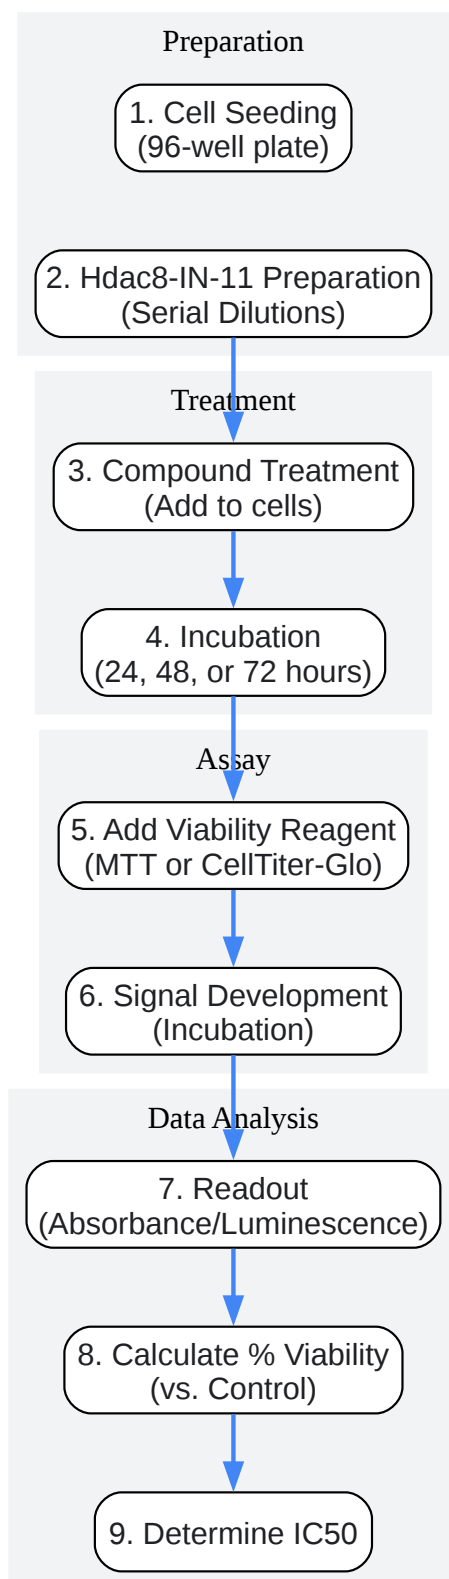 Preparation
1. Cell Seeding
(96-well plate)
2. Hdac8-IN-11 Preparation
(Serial Dilutions)
Treatment
3. Compound Treatment
(Add to cells)
4. Incubation
(24, 48, or 72 hours)
Assay
5. Add Viability Reagent
(MTT or CellTiter-Glo)
6. Signal Development
(Incubation)
Data Analysis
7. Readout
(Absorbance/Luminescence)
8. Calculate % Viability
(vs. Control)
9. Determine IC50